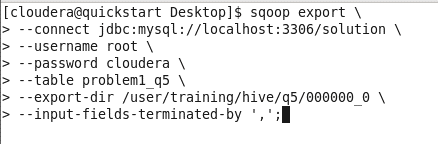 [cloudera@quickstart Desktop]$ sqoop export \
> --connect jdbc:mysql://localhost:3306/solution \
> --username root \
> --password cloudera \
> --table problem1_q5 \
> --export-dir /user/training/hive/q5/000000_0 \
> --input-fields-terminated-by ',';